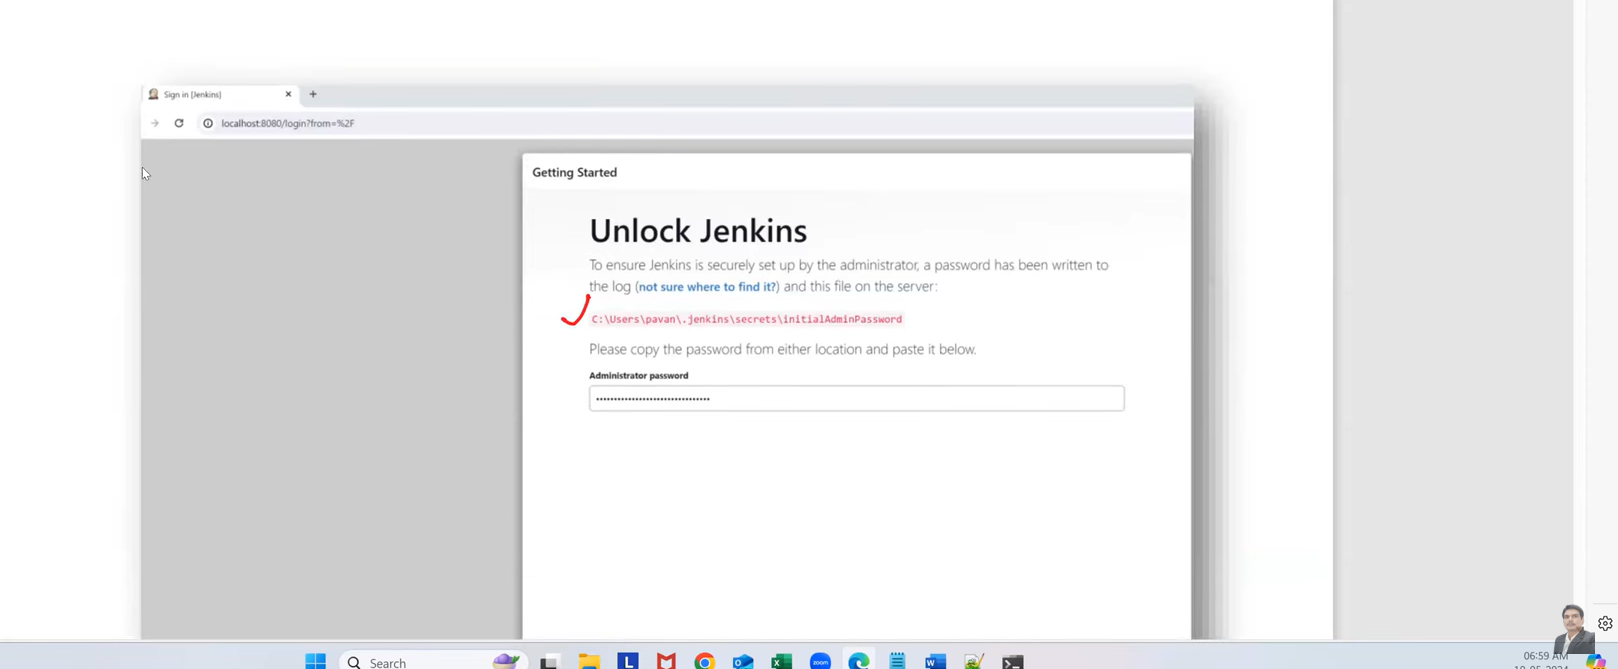 Sign in [Jenkins]
localhost:8080/login?from=%2F
Getting Started
Unlock Jenkins
To ensure Jenkins is securely set up by the administrator, a password has been written to
the log (not sure where to find it?) and this file on the server:
C:\Users\pavan\.jenkins\secrets\initialAdminPassword
Please copy the password from either location and paste it below.
Administrator password
Search
L
zoom
06:59 AM